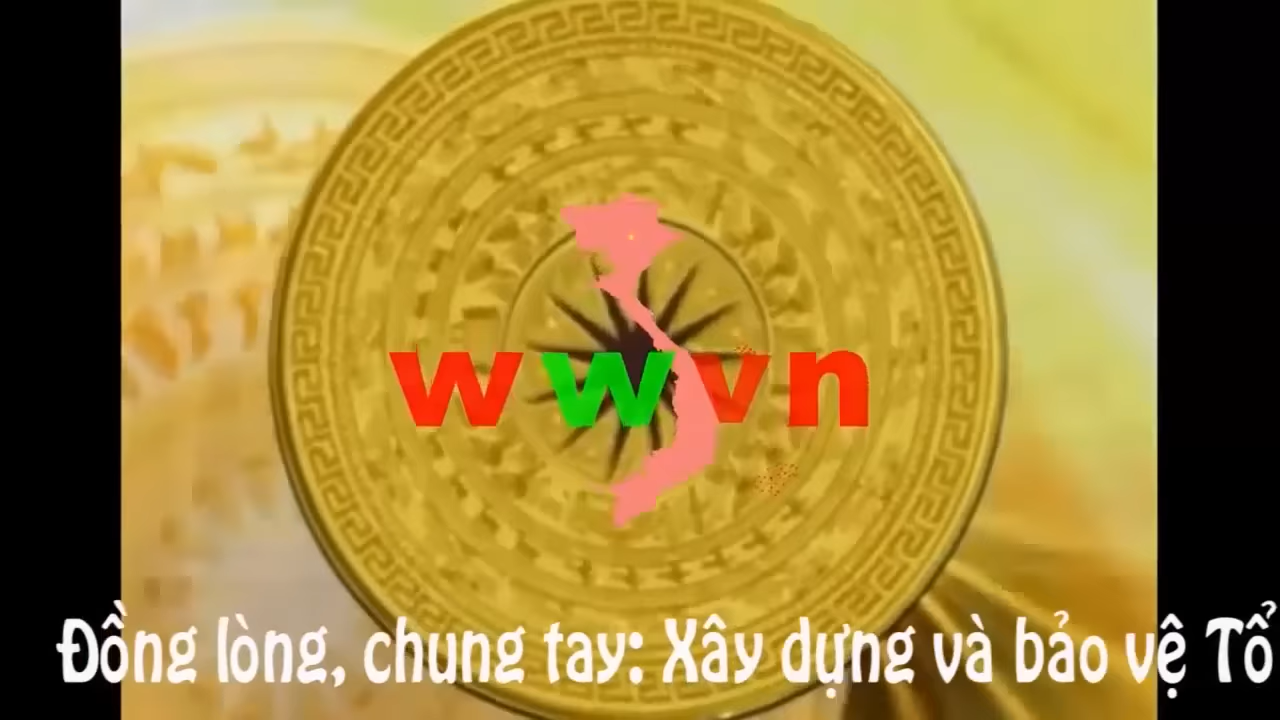 wwvn
Đồng lòng, chung tay: Xây dựng và bảo vệ Tổ